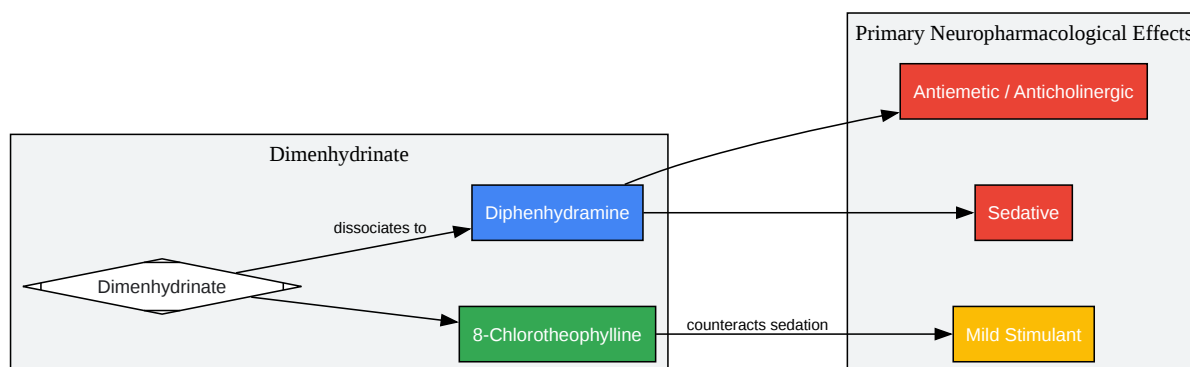 Primary Neuropharmacological Effects
Antiemetic / Anticholinergic
Dimenhydrinate
Diphenhydramine
Sedative
dissociates to
Dimenhydrinate
8-Chlorotheophylline
counteracts sedation
Mild Stimulant